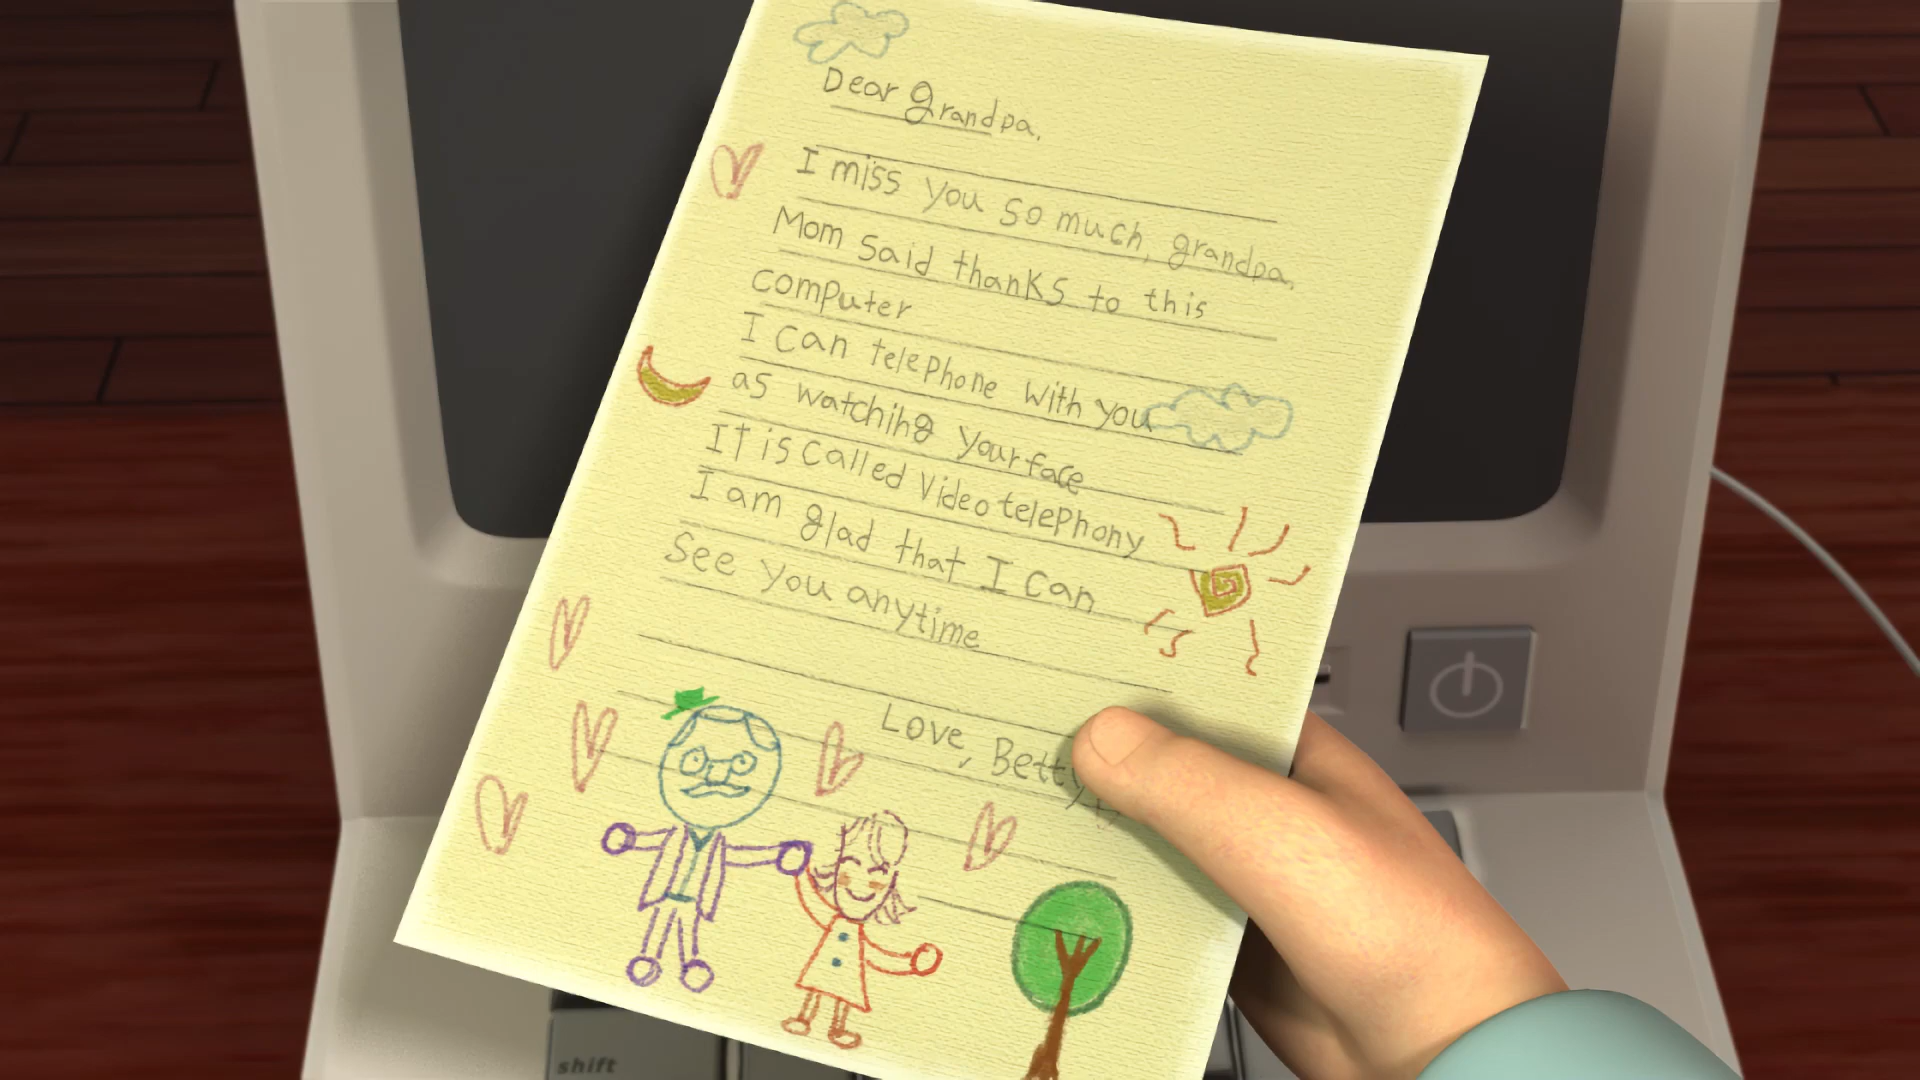 Dear grandpa,
I miss you so much, grandpa,
Mom said thanks to this
computer
I can telephone with you
as watching your face
It is called video telephony
I am glad that I can
see you anytime
Love, Betty
shift